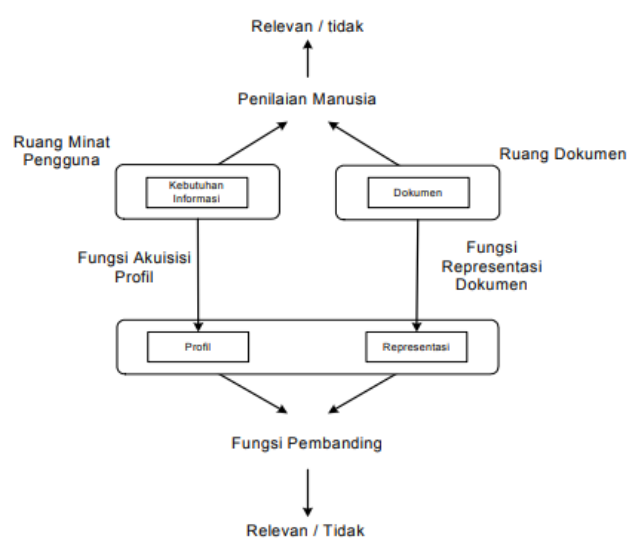 Relevan / tidak
Penilaian Manusia
Ruang Minat
Pengguna
Ruang Dokumen
Kebutuhan
Informasi
Dokumen
Fungsi Akuisisi
Profil
Fungsi
Representasi
Dokumen
Profil
Representasi
Fungsi Pembanding
Relevan / Tidak